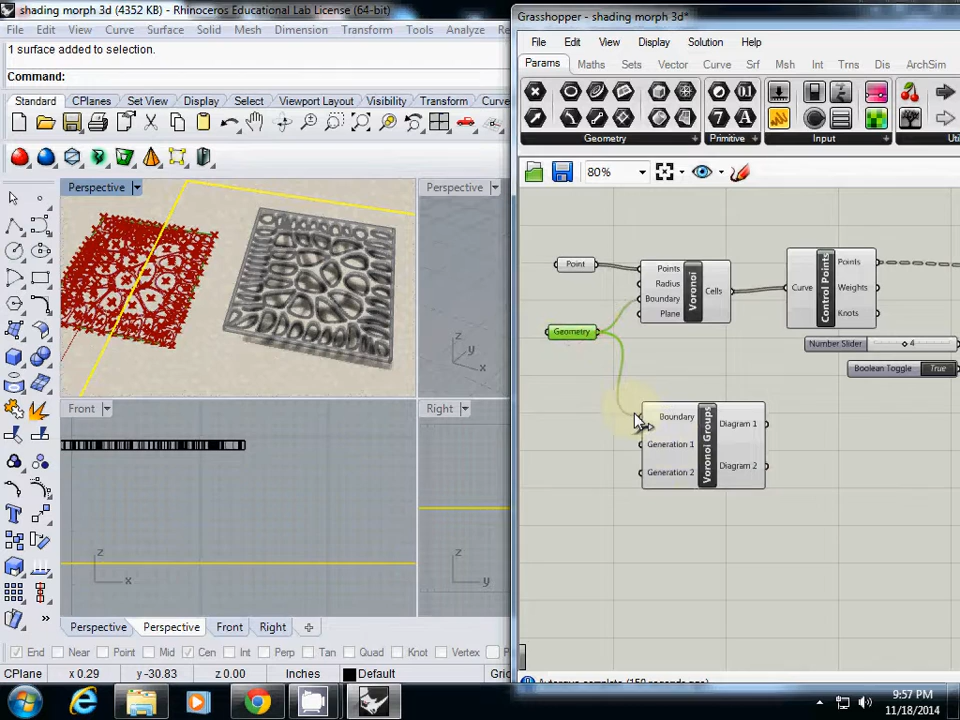 shading morph 3d (4352 KB) - Rhinoceros Educational Lab License (64-bit)
File Edit View Curve Surface Solid Mesh Dimension Transform Tools Analyze
1 surface added to selection.
Command:
Standard CPlanes Set View Display Select Viewport Layout Visibility Transform Curve
Perspective
Perspective
z
y
x
z
x
Front
Right
z
x
z
y
Perspective Perspective Front Right
End Near Point Mid Cen Int Perp Tan Quad Knot Vertex
CPlane x 0.29 y -30.83 z 0.00 Inches Default
Grasshopper - shading morph 3d*
File Edit View Display Solution Help
Params Maths Sets Vector Curve Srf Msh Int Trns Dis ArchSim
Geometry Primitive Input
80%
Point
Points
Radius
Boundary
Plane
Voronoi
Cells
Geometry
Curve
Control Points
Points
Weights
Knots
Number Slider 4
Boolean Toggle True
Boundary
Generation 1
Generation 2
Voronoi Groups
Diagram 1
Diagram 2
9:57 PM
11/18/2014